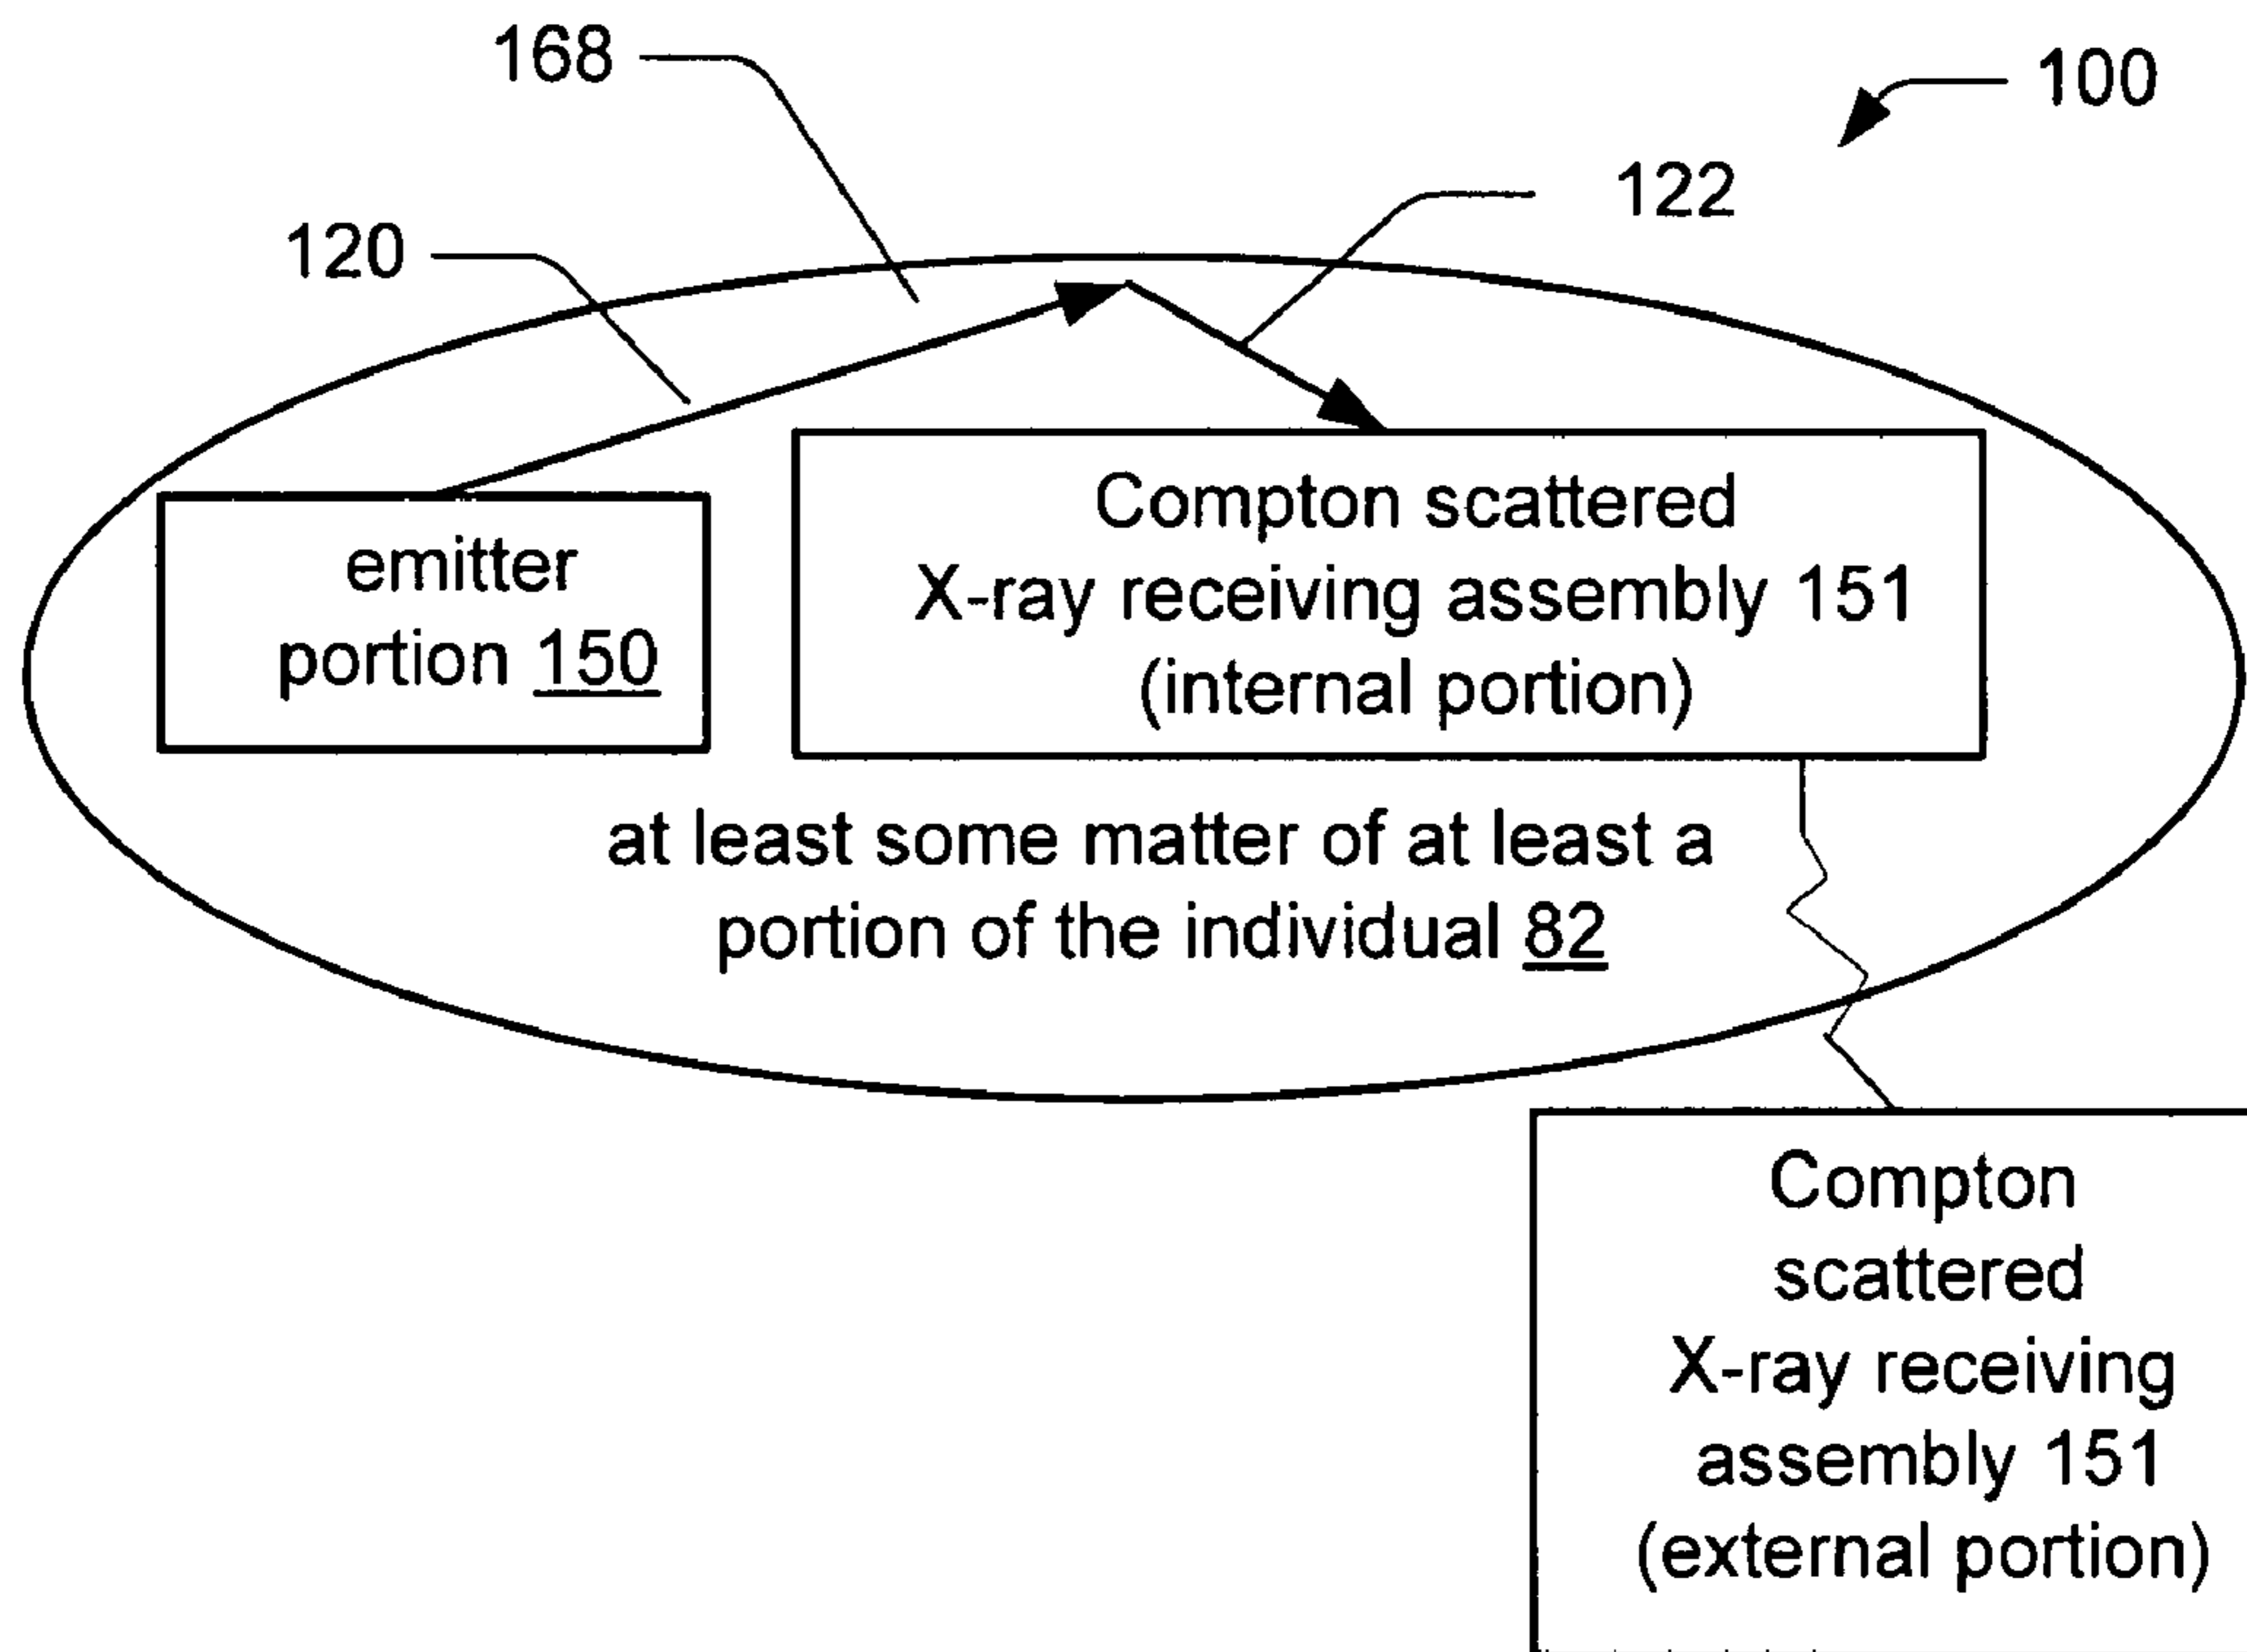 168
100
122
120
Compton scattered
X-ray receiving assembly 151
(internal portion)
emitter
portion 150
at least some matter of at least a
portion of the individual 82
Compton
scattered
X-ray receiving
assembly 151
(external portion)